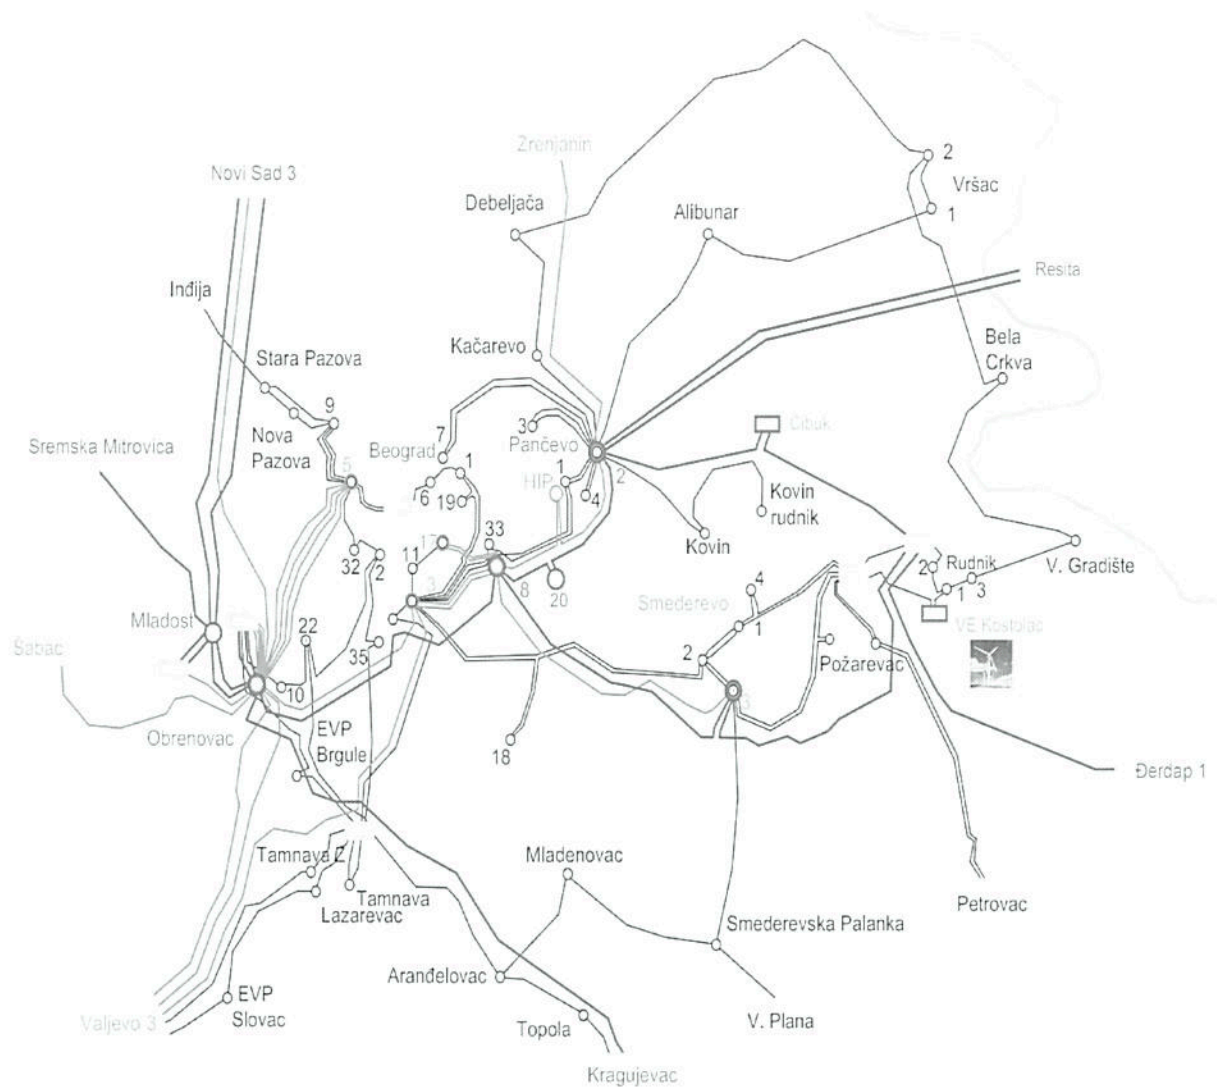 Zrenjanin
2
Vršac
1
Novi Sad 3
Debeljača
Alibunar
Resita
Inđija
Kačarevo
Bela
Crkva
Stara Pazova
9
Nova
Pazova
Sremska Mitrovica
7
Beograd
3
Pančevo
2
Čibuk
5
6
1
19
HIP
1
4
Kovin
rudnik
Kovin
33
17
11
32
2
3
8
20
4
Smederevo
1
2
Rudnik
1
3
V. Gradište
VE Kostolac
Mladost
22
35
Šabac
10
2
Požarevac
3
Obrenovac
EVP
Brgule
18
Đerdap 1
Tamnava Z
Tamnava
Lazarevac
Mladenovac
Petrovac
Smederevska Palanka
Aranđelovac
EVP
Slovac
Valjevo 3
Topola
V. Plana
Kragujevac